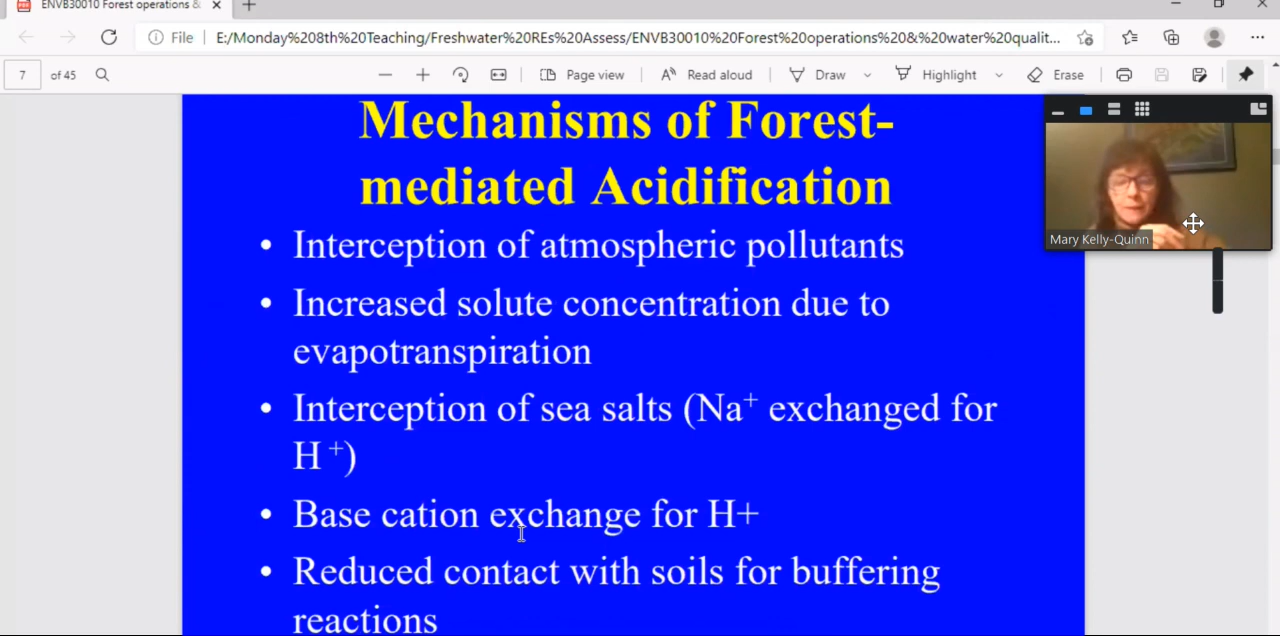 ENVB30010 Forest operations &
File
E:/Monday%208th%20Teaching/Freshwater%20REs%20Assess/ENVB30010%20Forest%20operations%20&%20water%20qualit...
7 of 45
Page view
Read aloud
Draw
Highlight
Erase
Mechanisms of Forest-
mediated Acidification
• Interception of atmospheric pollutants
• Increased solute concentration due to
evapotranspiration
• Interception of sea salts (Na⁺ exchanged for
H ⁺)
• Base cation exchange for H+
• Reduced contact with soils for buffering
reactions
Mary Kelly-Quinn